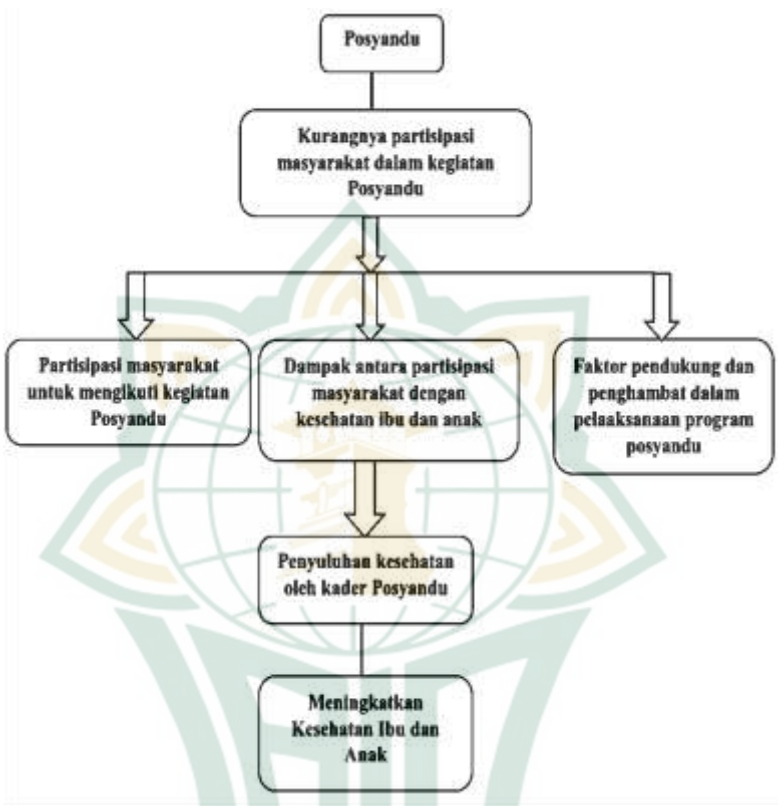 Posyandu
Kurangnya partisipasi
masyarakat dalam kegiatan
Posyandu
Partisipasi masyarakat
untuk mengikuti kegiatan
Posyandu
Dampak antara partisipasi
masyarakat dengan
kesehatan ibu dan anak
Faktor pendukung dan
penghambat dalam
pelaaksanaan program
posyandu
Penyuluhan kesehatan
oleh kader Posyandu
Meningkatkan
Kesehatan Ibu dan
Anak